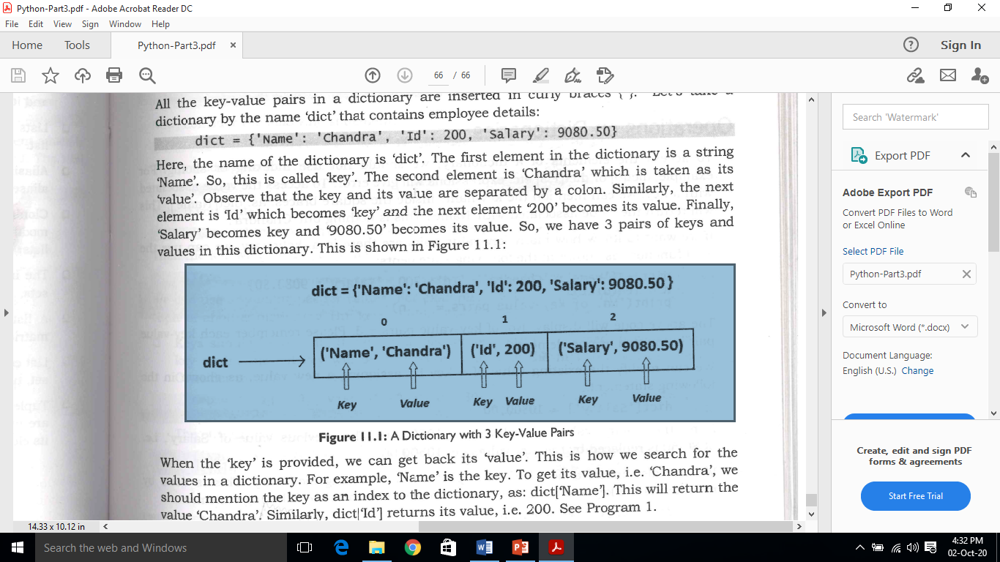 Python-Part3.pdf - Adobe Acrobat Reader DC
File Edit View Sign Window Help
Home Tools Python-Part3.pdf × Sign In
66 / 66
All the key-value pairs in a dictionary are inserted in curly braces { }. Let's take a
dictionary by the name 'dict' that contains employee details:
dict = {'Name': 'Chandra', 'Id': 200, 'Salary': 9080.50}
Here, the name of the dictionary is 'dict'. The first element in the dictionary is a string
'Name'. So, this is called 'key'. The second element is 'Chandra' which is taken as its
'value'. Observe that the key and its value are separated by a colon. Similarly, the next
element is 'Id' which becomes 'key' and the next element '200' becomes its value. Finally,
'Salary' becomes key and '9080.50' becomes its value. So, we have 3 pairs of keys and
values in this dictionary. This is shown in Figure 11.1:
dict = {'Name': 'Chandra', 'Id': 200, 'Salary': 9080.50 }
0 1 2
dict ('Name', 'Chandra') ('Id', 200) ('Salary', 9080.50)
Key Value Key Value Key Value
Figure 11.1: A Dictionary with 3 Key-Value Pairs
When the 'key' is provided, we can get back its 'value'. This is how we search for the
values in a dictionary. For example, 'Name' is the key. To get its value, i.e. 'Chandra', we
should mention the key as an index to the dictionary, as: dict['Name']. This will return the
value 'Chandra'. Similarly, dict['Id'] returns its value, i.e. 200. See Program 1.
14.33 x 10.12 in
Search 'Watermark'
Export PDF
Adobe Export PDF
Convert PDF Files to Word
or Excel Online
Select PDF File
Python-Part3.pdf
Convert to
Microsoft Word (*.docx)
Document Language:
English (U.S.) Change
Create, edit and sign PDF
forms & agreements
Start Free Trial
Search the web and Windows
4:32 PM
02-Oct-20